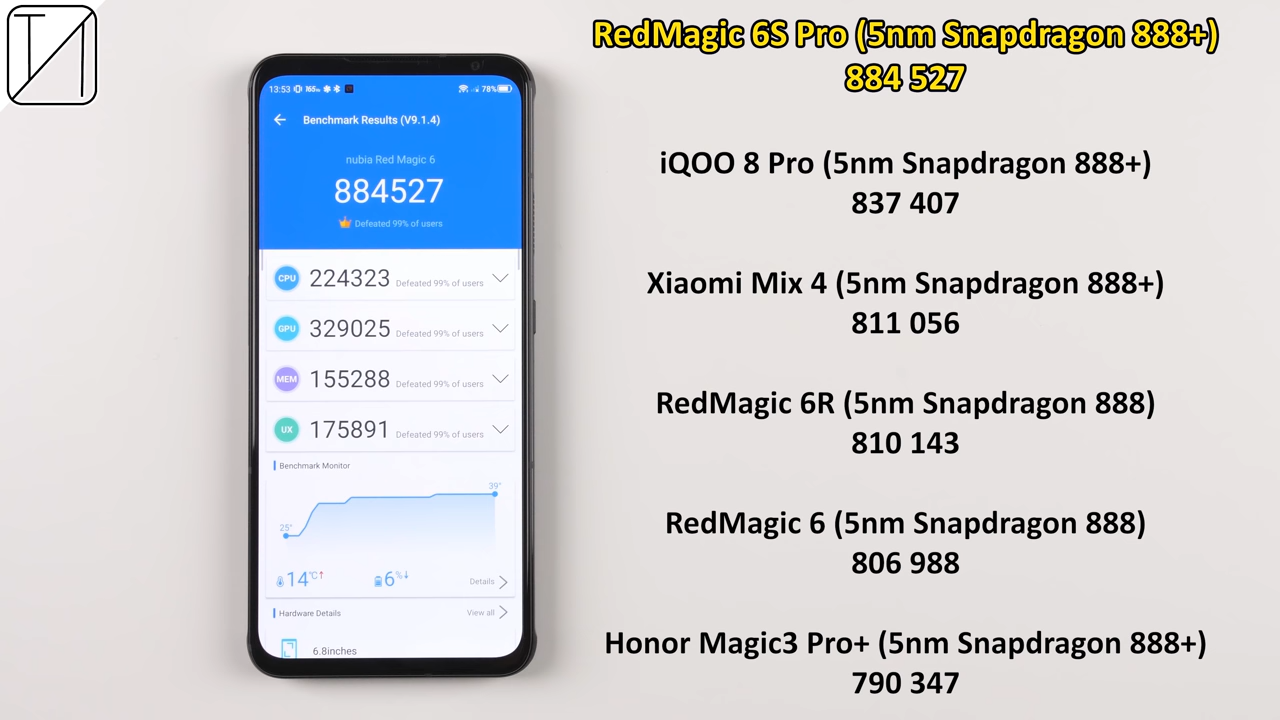 TN
RedMagic 6S Pro (5nm Snapdragon 888+)
884 527
13:53 165Hz 78%
Benchmark Results (V9.1.4)
nubia Red Magic 6
884527
Defeated 99% of users
CPU 224323 Defeated 99% of users
GPU 329025 Defeated 99% of users
MEM 155288 Defeated 99% of users
UX 175891 Defeated 99% of users
Benchmark Monitor
39°
25°
14°C↑ 6%↓ Details
Hardware Details View all
6.8inches
iQOO 8 Pro (5nm Snapdragon 888+)
837 407
Xiaomi Mix 4 (5nm Snapdragon 888+)
811 056
RedMagic 6R (5nm Snapdragon 888)
810 143
RedMagic 6 (5nm Snapdragon 888)
806 988
Honor Magic3 Pro+ (5nm Snapdragon 888+)
790 347